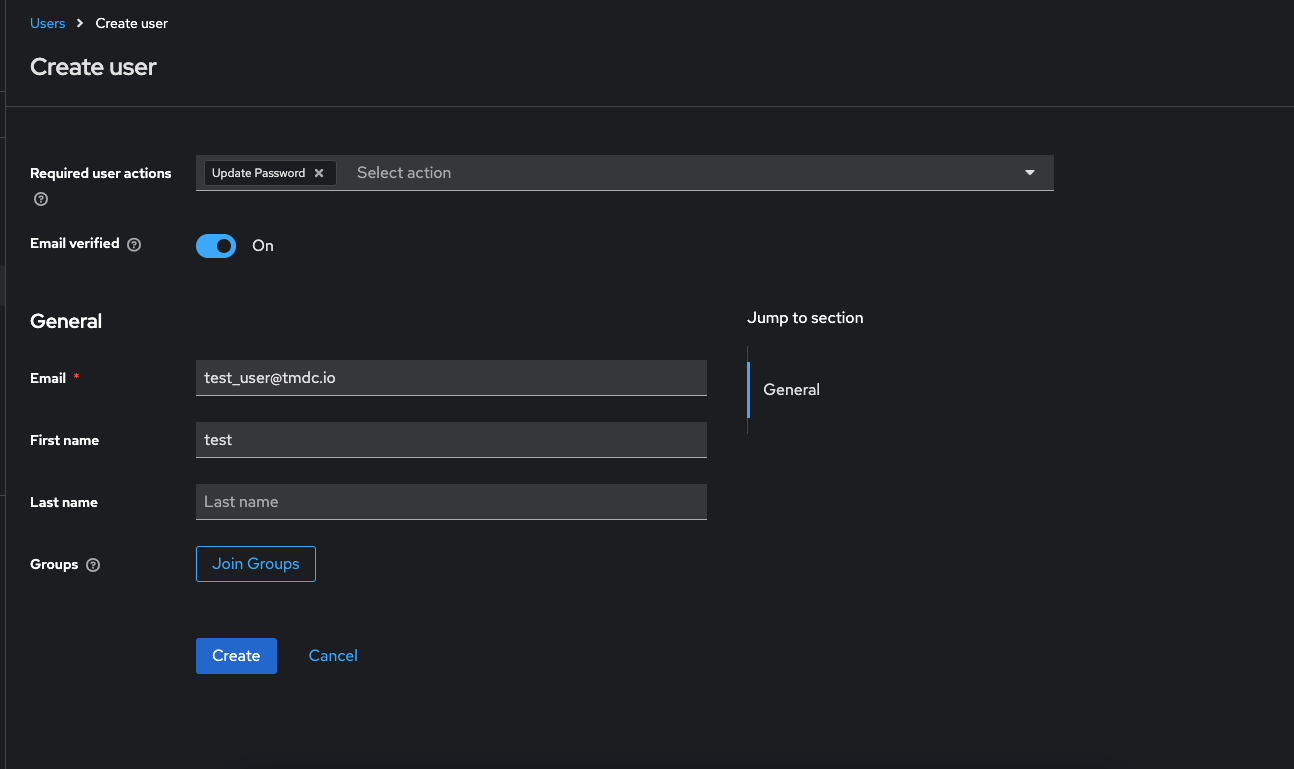 Users > Create user
Create user
Required user actions
Update Password × Select action
Email verified
On
General
Email *
test_user@tmdc.io
First name
test
Last name
Last name
Groups
Join Groups
Create Cancel
Jump to section
General